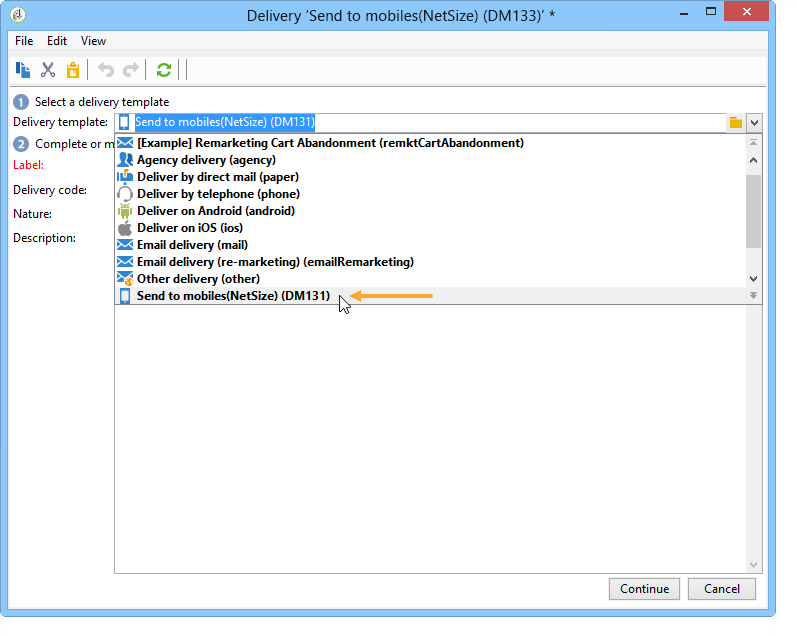 Delivery 'Send to mobiles(NetSize) (DM133)' *
File Edit View
1 Select a delivery template
Delivery template: Send to mobiles(NetSize) (DM131)
2 Complete or m
[Example] Remarketing Cart Abandonment (remktCartAbandonment)
Label:
Agency delivery (agency)
Deliver by direct mail (paper)
Delivery code:
Deliver by telephone (phone)
Nature:
Deliver on Android (android)
Deliver on iOS (ios)
Description:
Email delivery (mail)
Email delivery (re-marketing) (emailRemarketing)
Other delivery (other)
Send to mobiles(NetSize) (DM131)
Continue Cancel